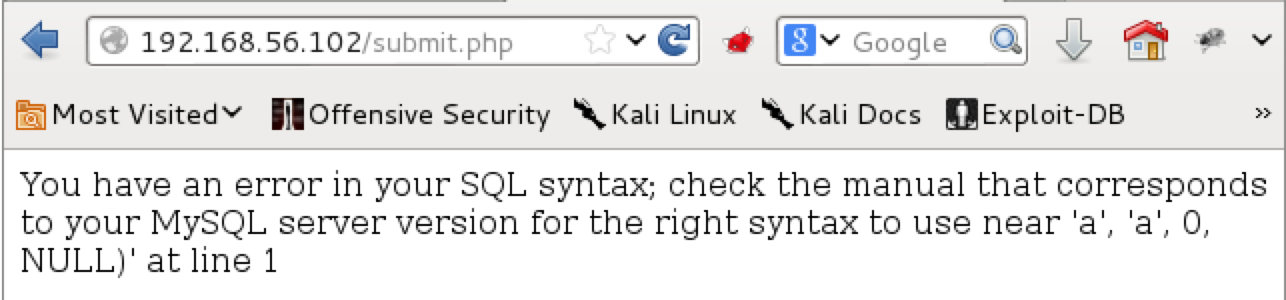 192.168.56.102/submit.php 8 Google
Most Visited Offensive Security Kali Linux Kali Docs Exploit-DB »
You have an error in your SQL syntax; check the manual that corresponds
to your MySQL server version for the right syntax to use near 'a', 'a', 0,
NULL)' at line 1